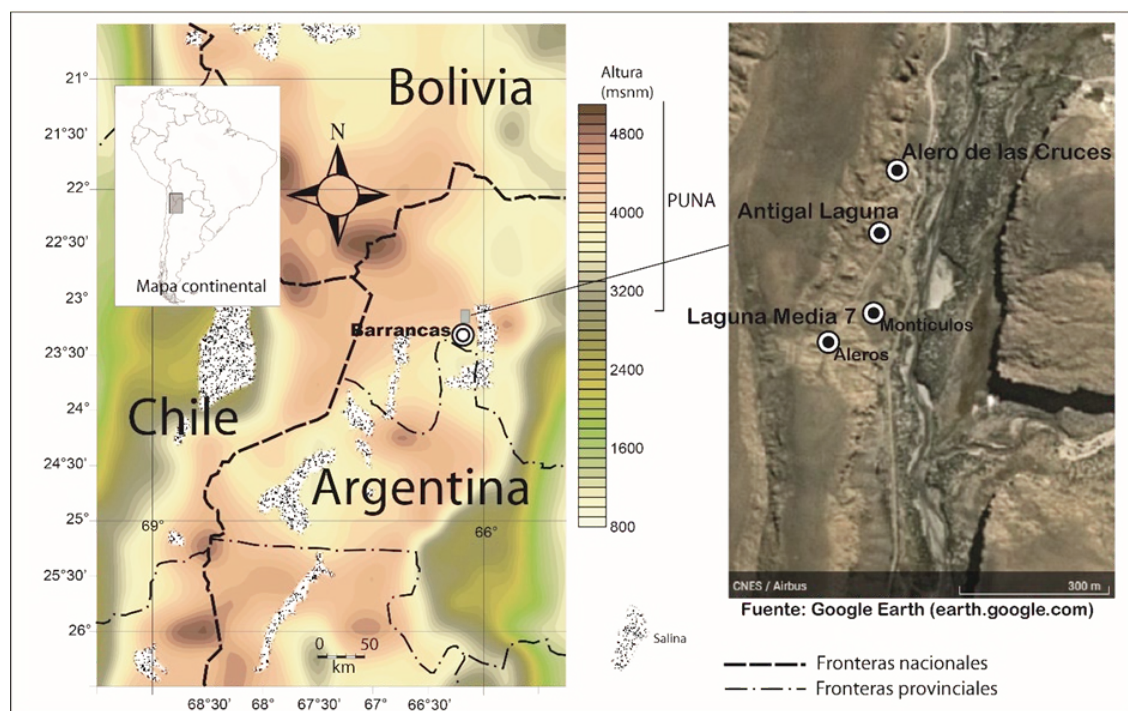 21°
21°30'
22°
22°30'
23°
23°30'
24°
24°30'
25°
25°30'
26°
Bolivia
N
Mapa continental
Barrancas
Chile
Argentina
69°
66°
0 50
km
68°30' 68° 67°30' 67° 66°30'
Altura
(msnm)
4800
4000
3200
2400
1600
800
PUNA
Alero de las Cruces
Antigal Laguna
Laguna Media 7
Montículos
Aleros
CNES / Airbus
300 m
Fuente: Google Earth (earth.google.com)
Salina
Fronteras nacionales
Fronteras provinciales